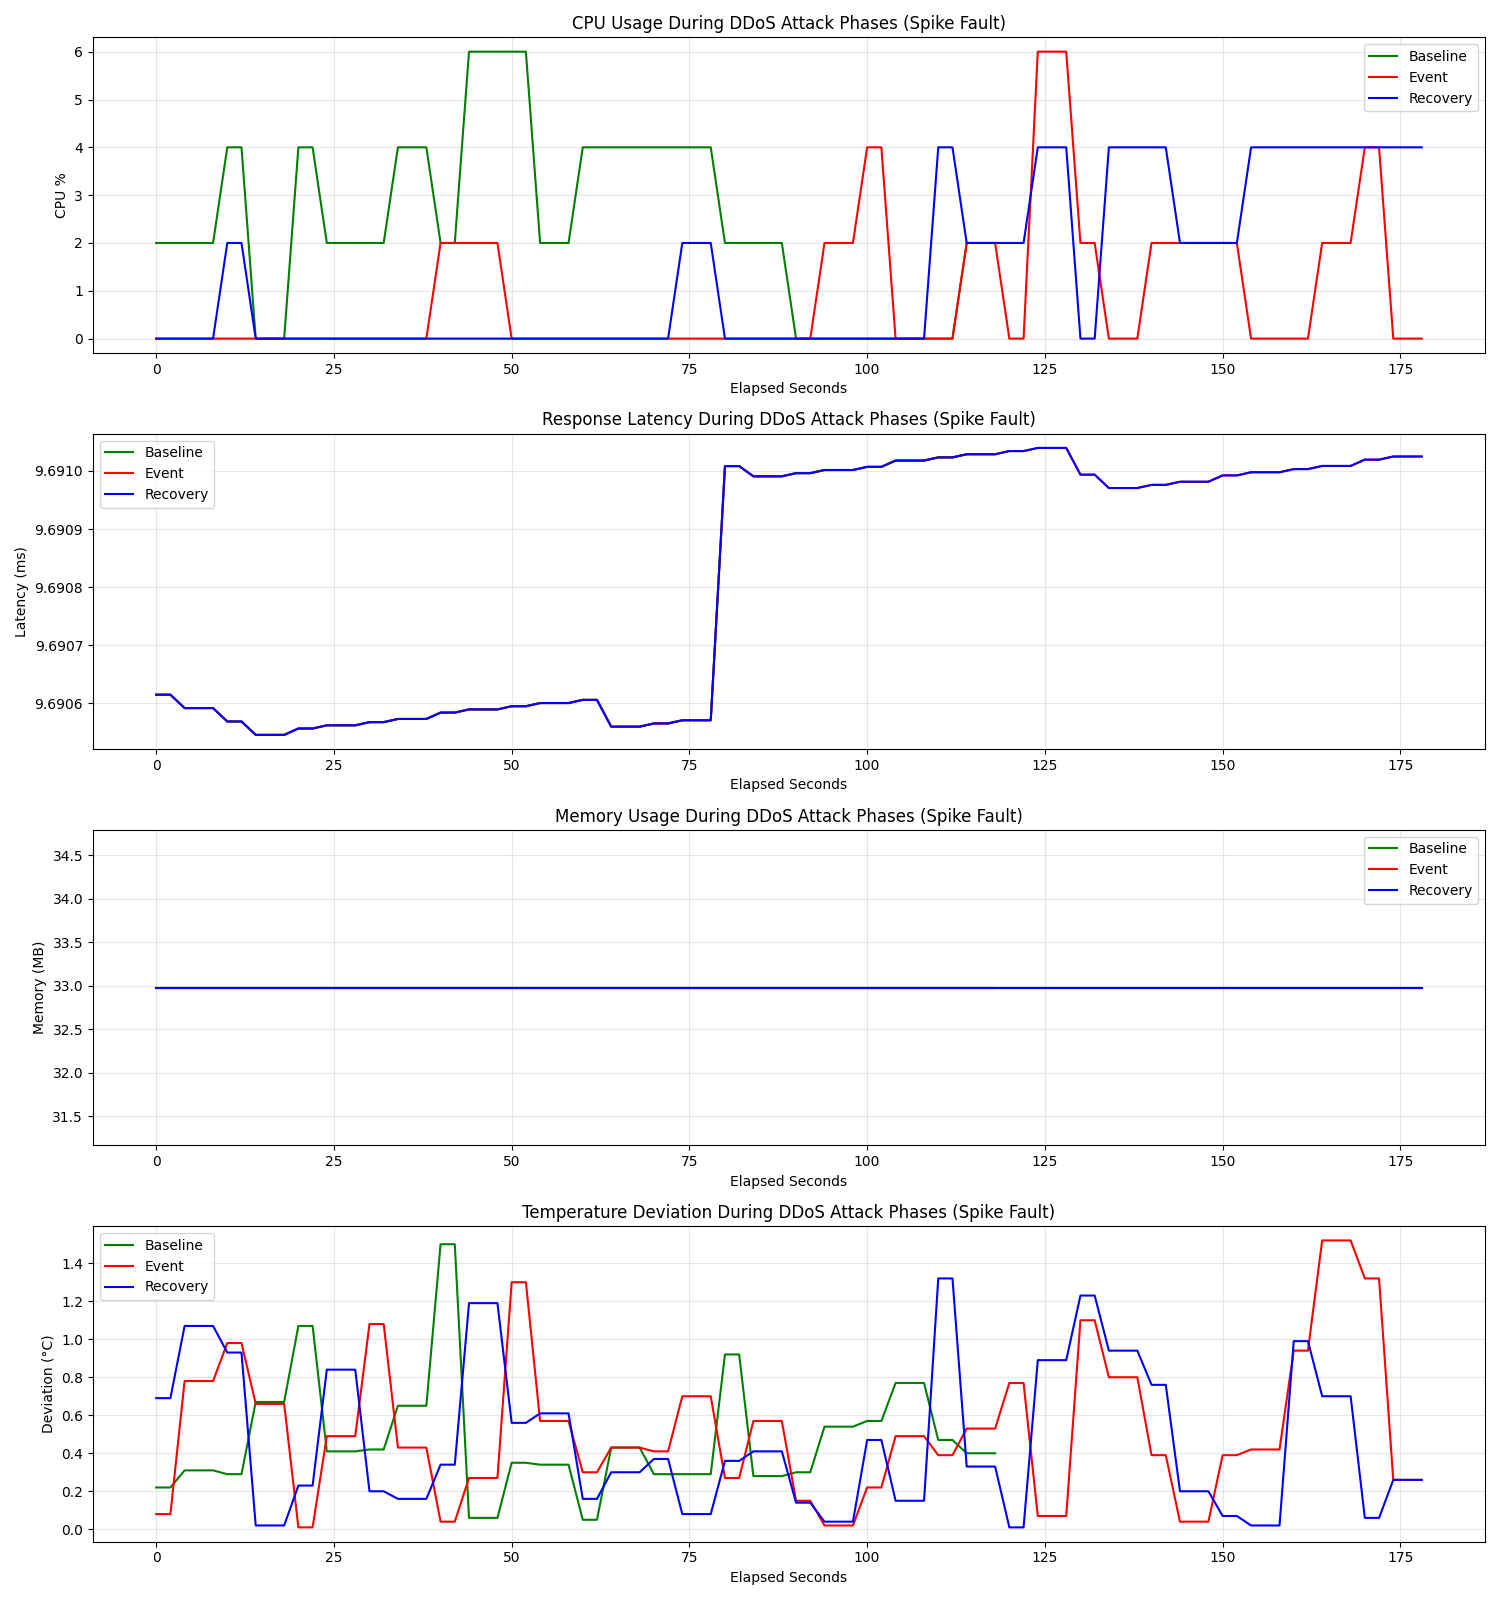 CPU Usage During DDoS Attack Phases (Spike Fault)
CPU %
6
5
4
3
2
1
0
Baseline
Event
Recovery
0 25 50 75 100 125 150 175
Elapsed Seconds
Response Latency During DDoS Attack Phases (Spike Fault)
Latency (ms)
9.6910
9.6909
9.6908
9.6907
9.6906
Baseline
Event
Recovery
0 25 50 75 100 125 150 175
Elapsed Seconds
Memory Usage During DDoS Attack Phases (Spike Fault)
Memory (MB)
34.5
34.0
33.5
33.0
32.5
32.0
31.5
Baseline
Event
Recovery
0 25 50 75 100 125 150 175
Elapsed Seconds
Temperature Deviation During DDoS Attack Phases (Spike Fault)
Deviation (°C)
1.4
1.2
1.0
0.8
0.6
0.4
0.2
0.0
Baseline
Event
Recovery
0 25 50 75 100 125 150 175
Elapsed Seconds